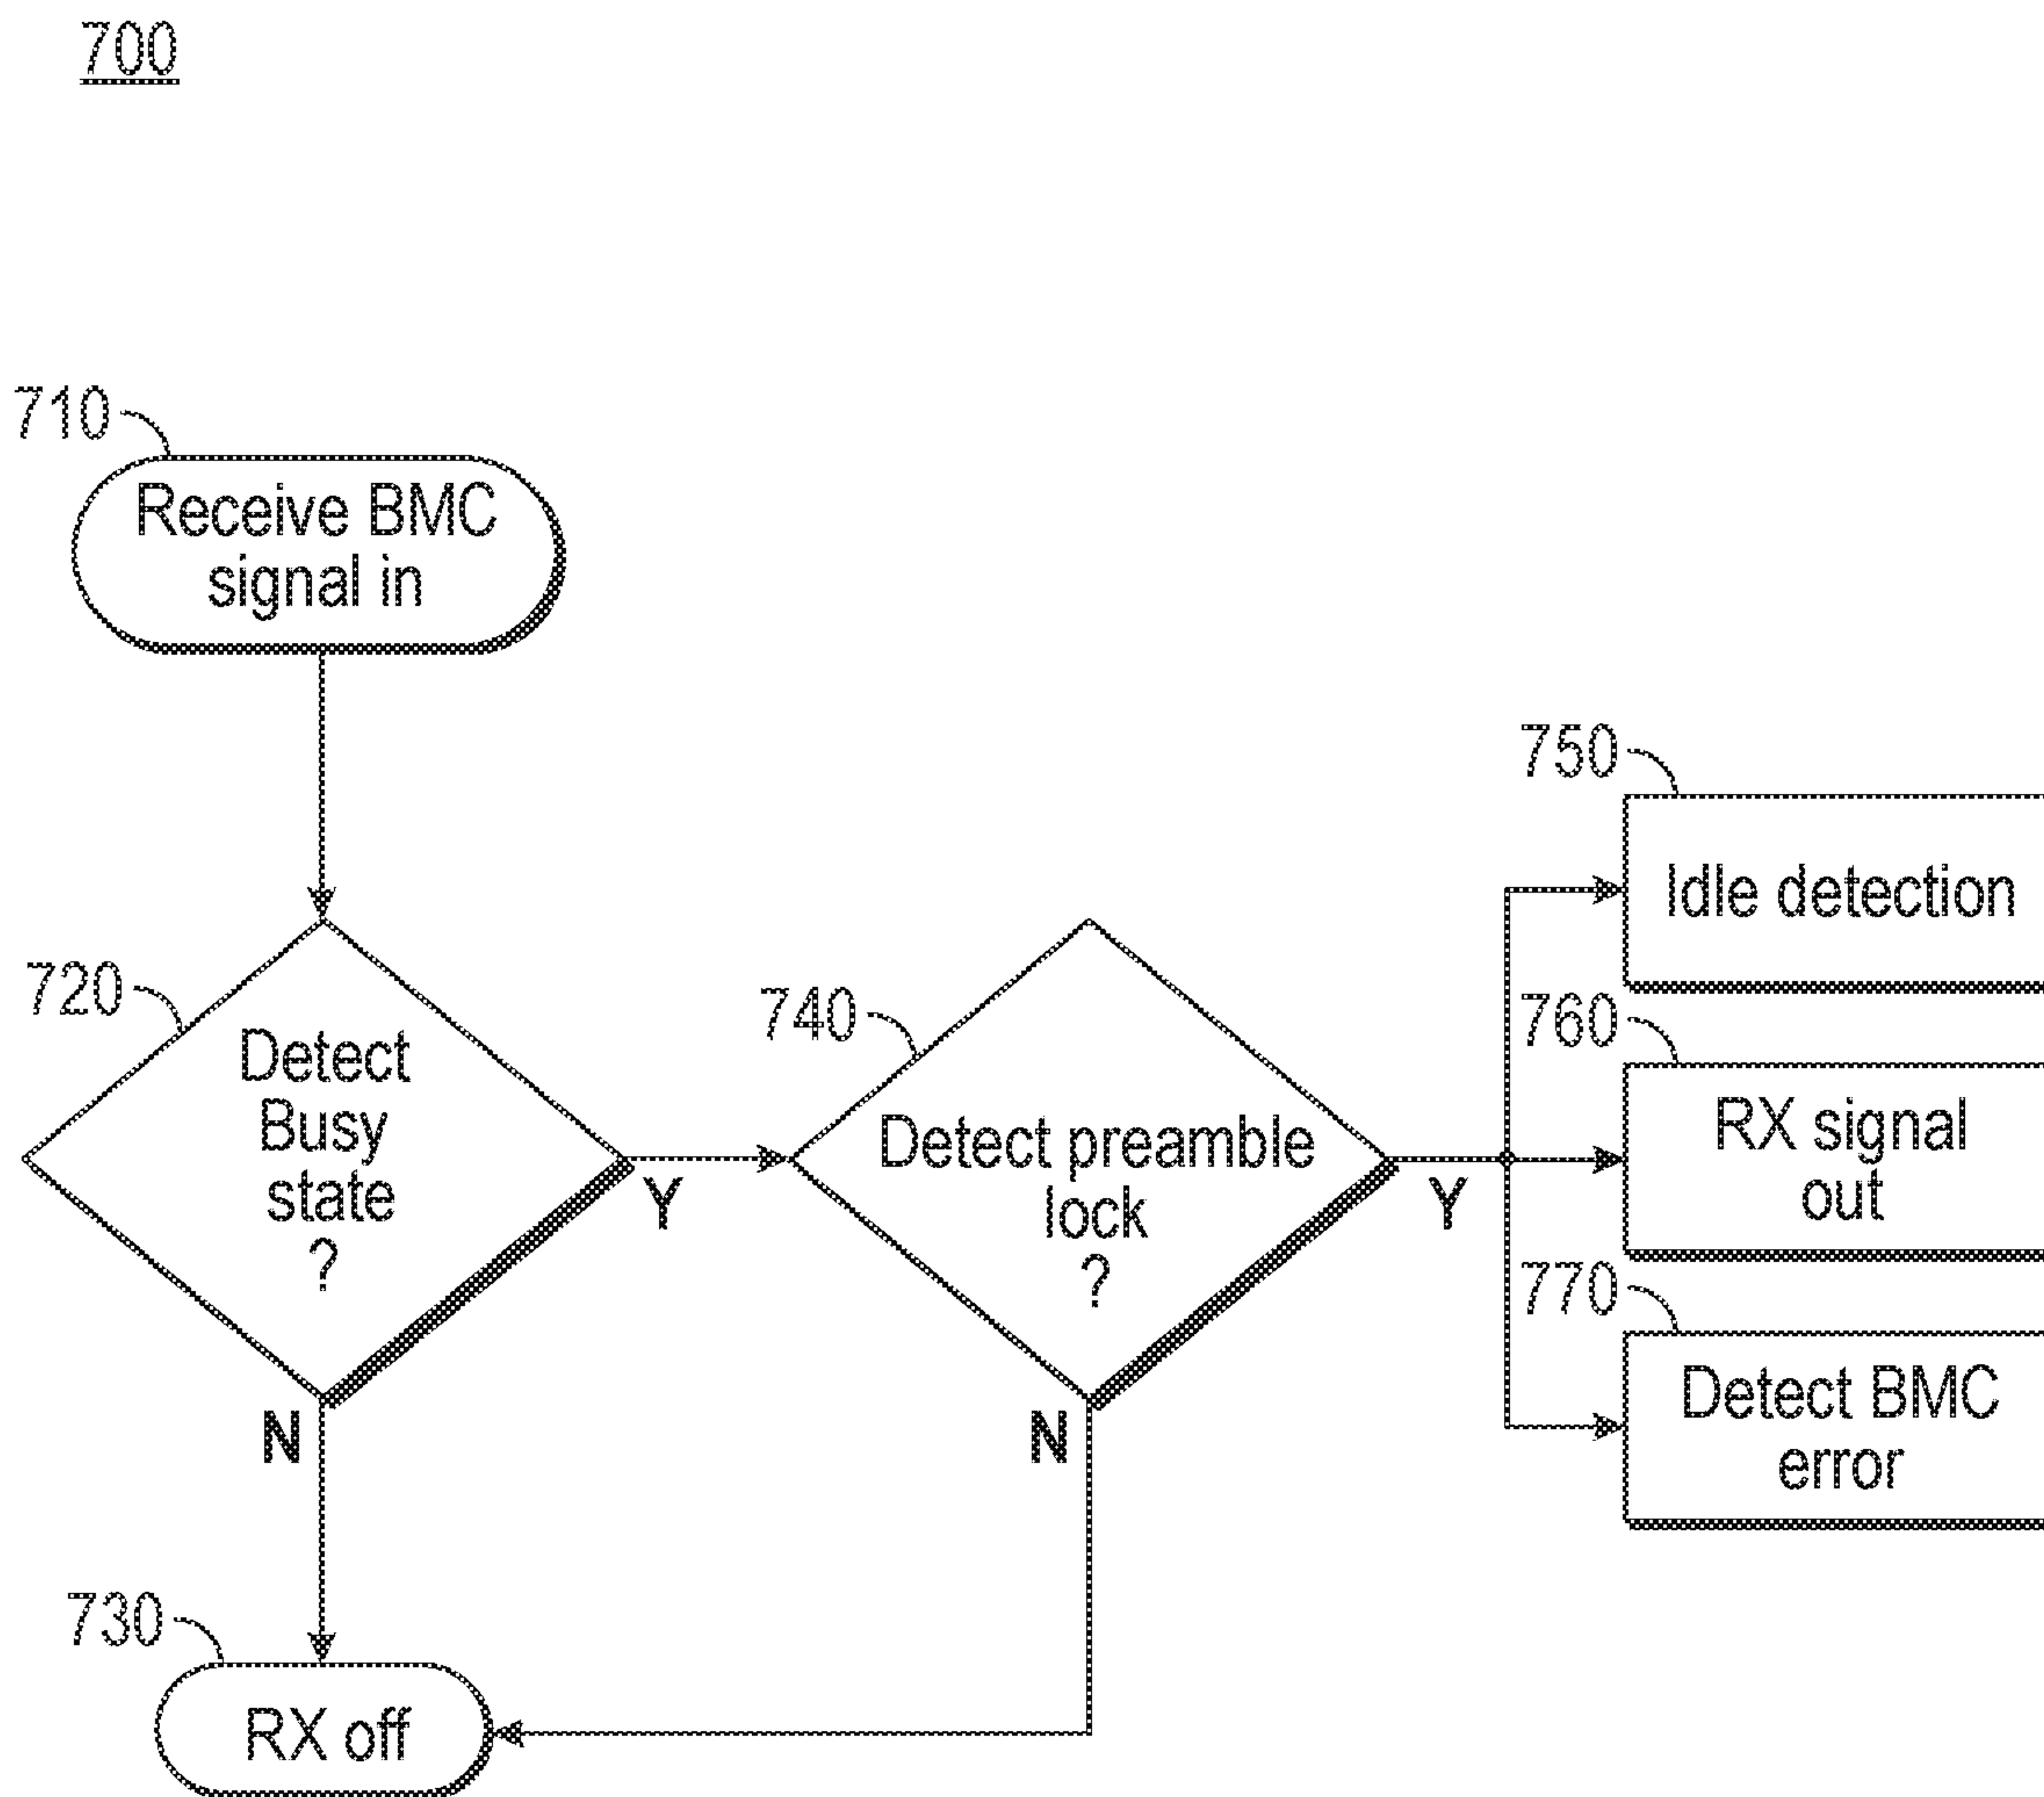 700
710
Receive BMC
signal in
720
Detect
Busy
state
?
Y
N
730
RX off
740
Detect preamble
lock
?
Y
N
750
Idle detection
760
RX signal
out
770
Detect BMC
error